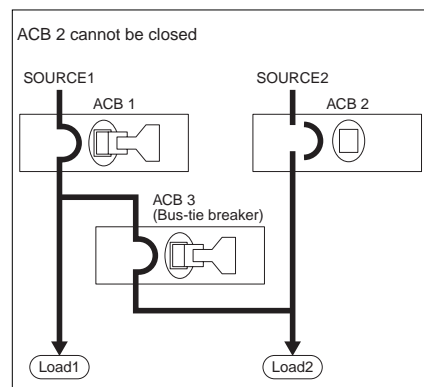 ACB 2 cannot be closed
SOURCE1
SOURCE2
ACB 1
ACB 2
ACB 3
(Bus-tie breaker)
Load1
Load2